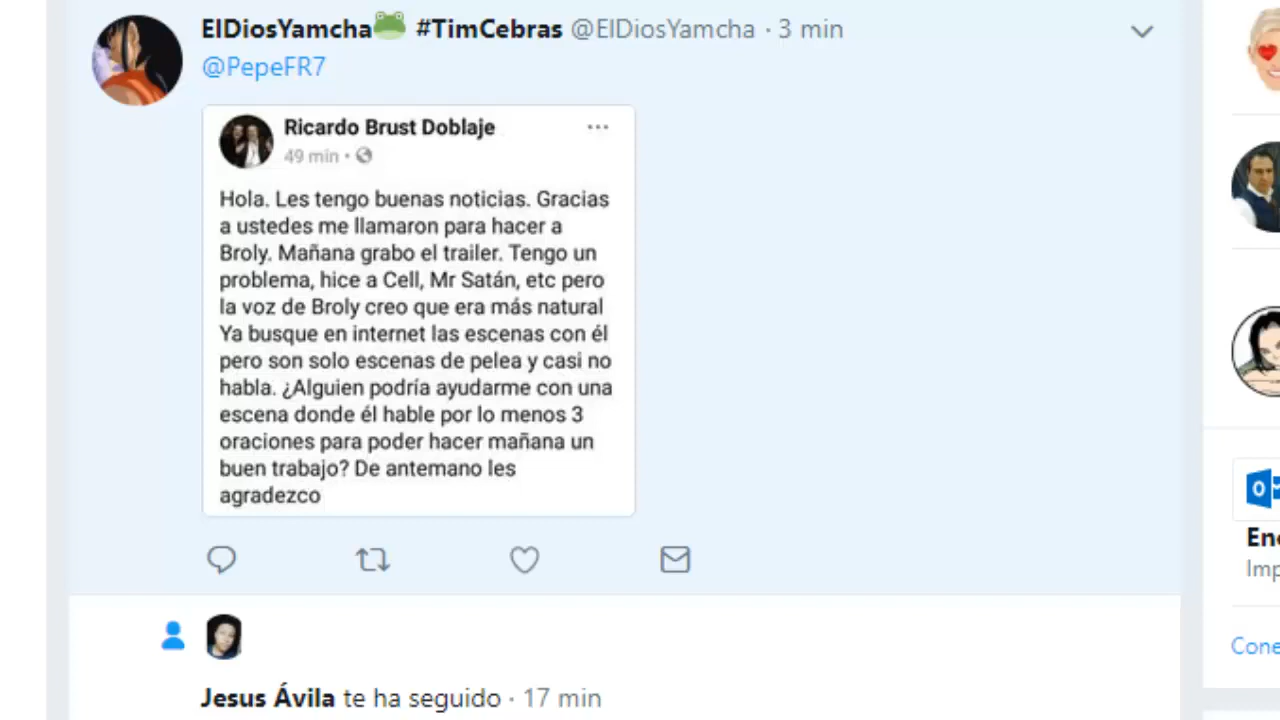 ElDiosYamcha🐸 #TimCebras @ElDiosYamcha · 3 min
@PepeFR7
Ricardo Brust Doblaje
49 min ·
Hola. Les tengo buenas noticias. Gracias
a ustedes me llamaron para hacer a
Broly. Mañana grabo el trailer. Tengo un
problema, hice a Cell, Mr Satán, etc pero
la voz de Broly creo que era más natural
Ya busque en internet las escenas con él
pero son solo escenas de pelea y casi no
habla. ¿Alguien podría ayudarme con una
escena donde él hable por lo menos 3
oraciones para poder hacer mañana un
buen trabajo? De antemano les
agradezco
Jesus Ávila te ha seguido · 17 min
Enc
Imp
Cone